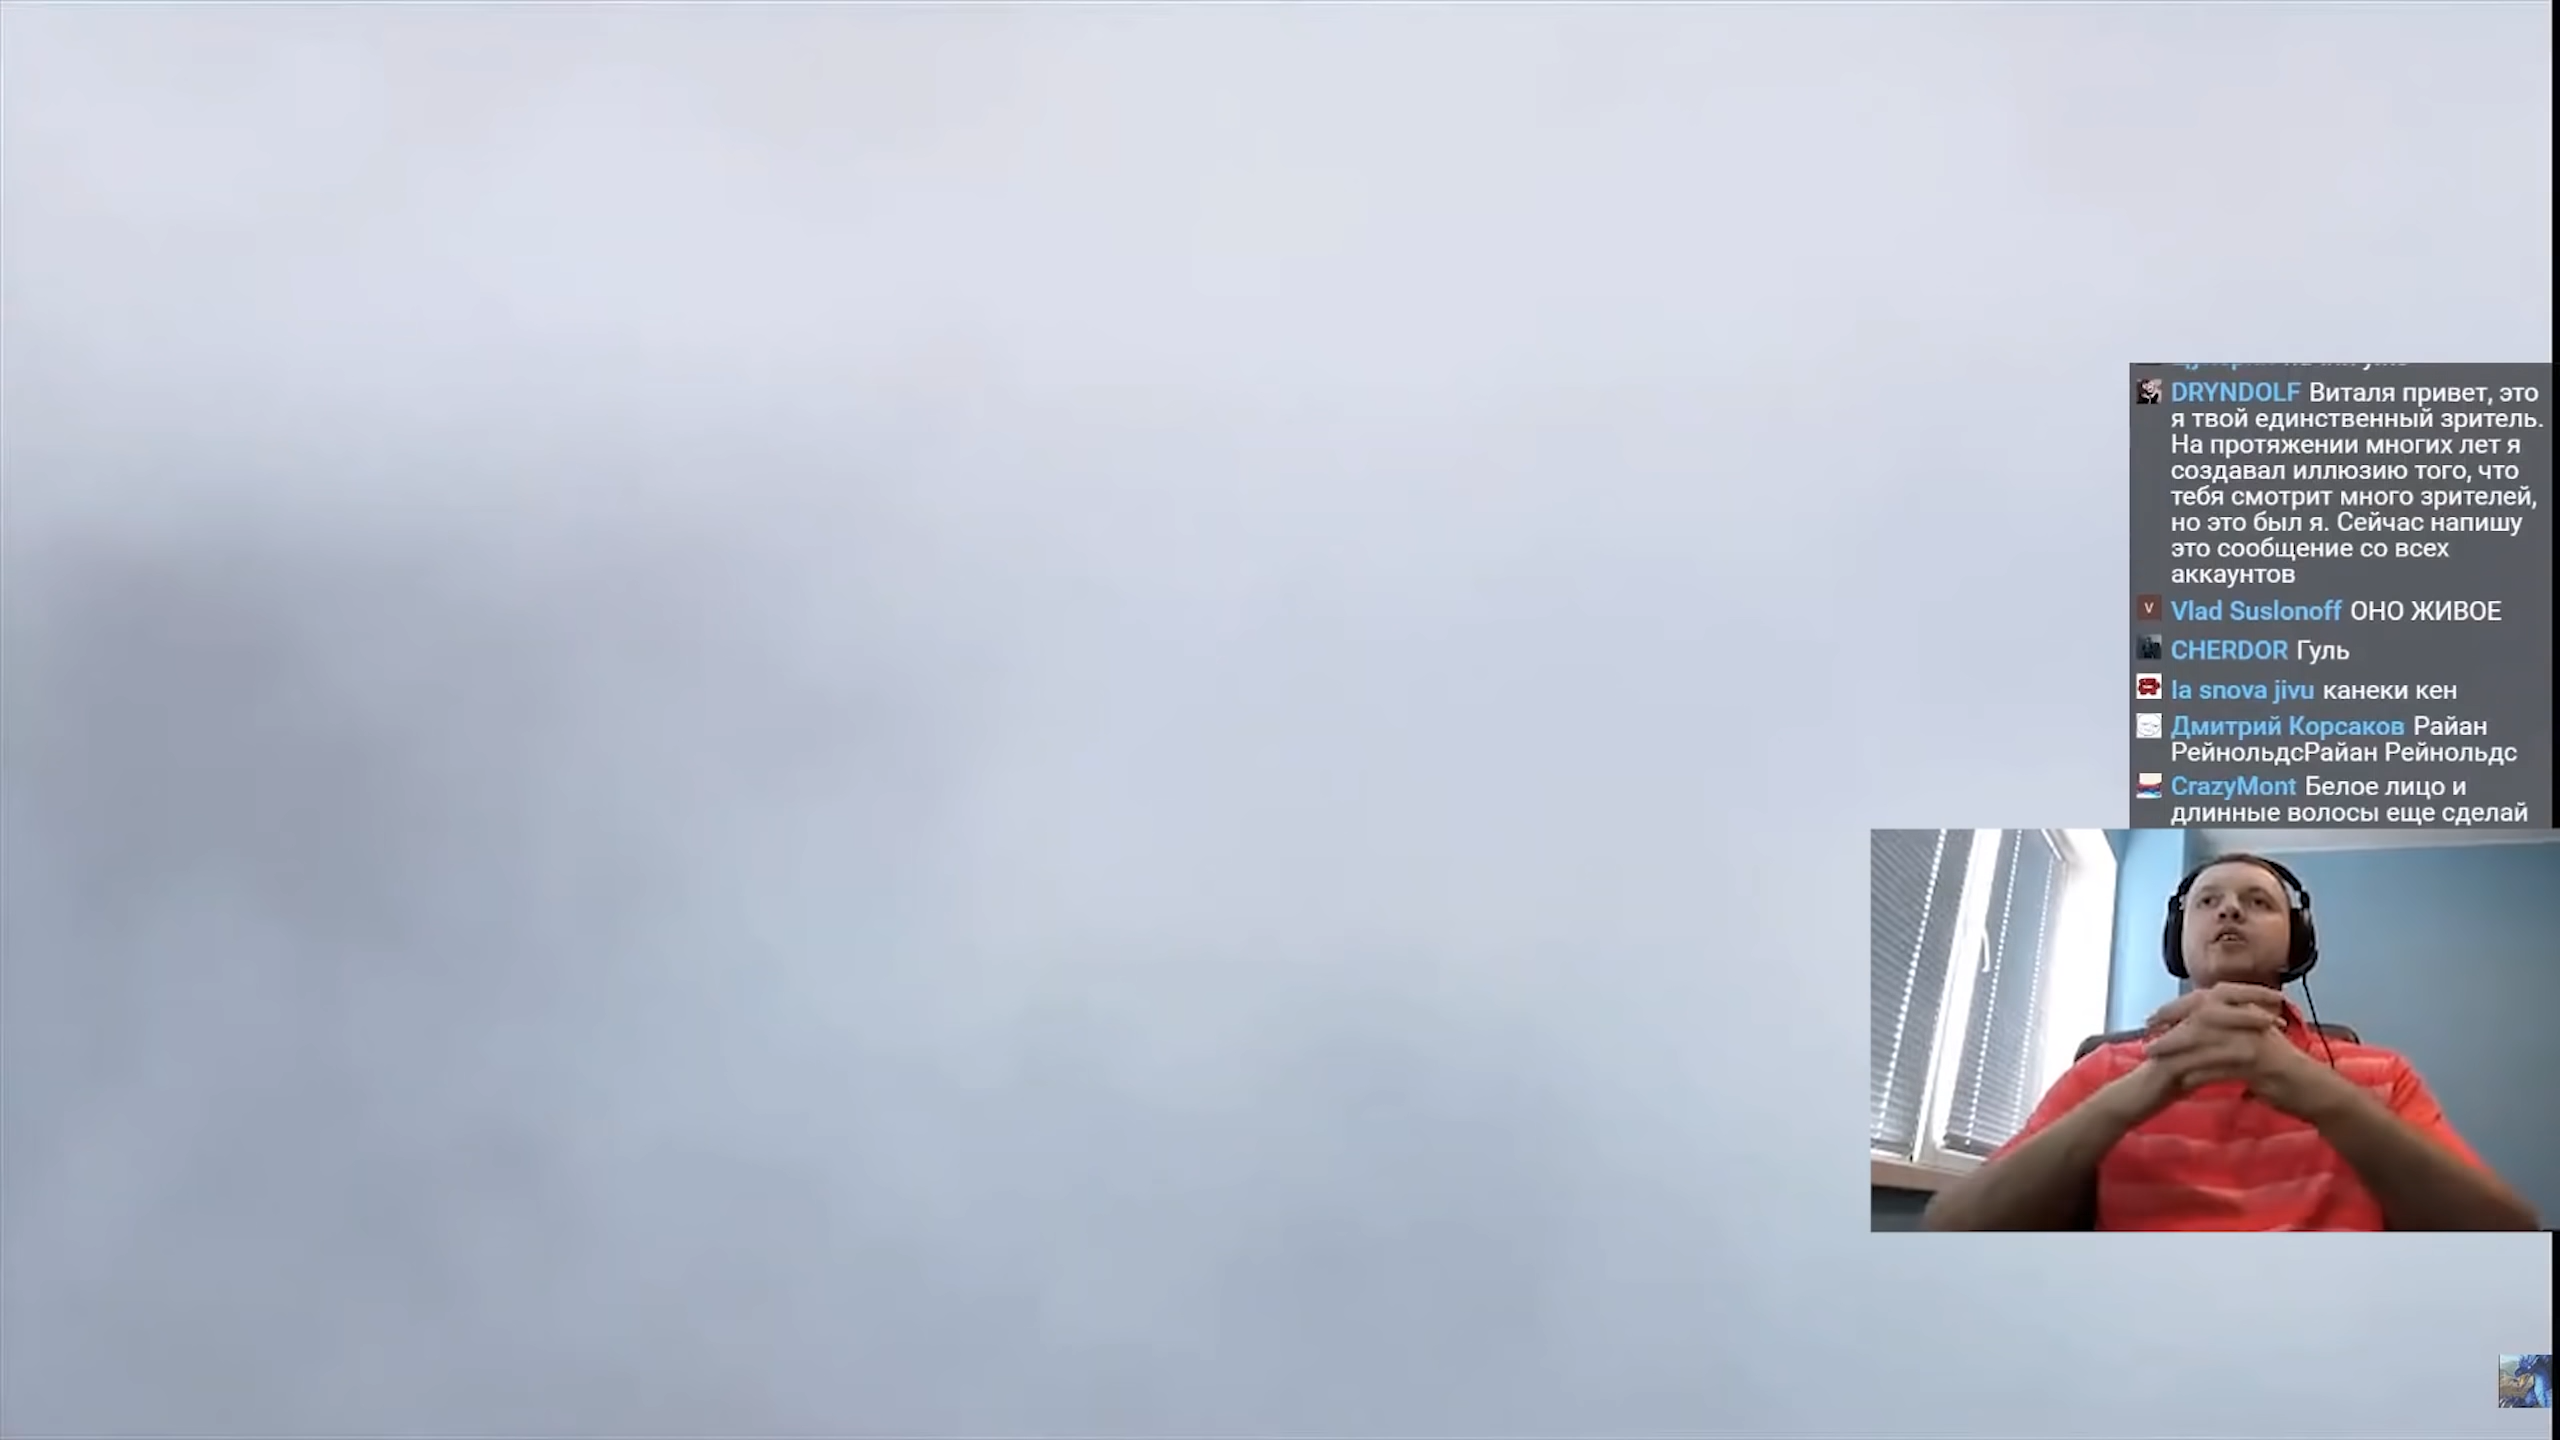 DRYNDOLF Виталя привет, это
я твой единственный зритель.
На протяжении многих лет я
создавал иллюзию того, что
тебя смотрит много зрителей,
но это был я. Сейчас напишу
это сообщение со всех
аккаунтов
V Vlad Suslonoff ОНО ЖИВОЕ
CHERDOR Гуль
Ia snova jivu канеки кен
Дмитрий Корсаков Райан
РейнольдсРайан Рейнольдс
CrazyMont Белое лицо и
длинные волосы еще сделай